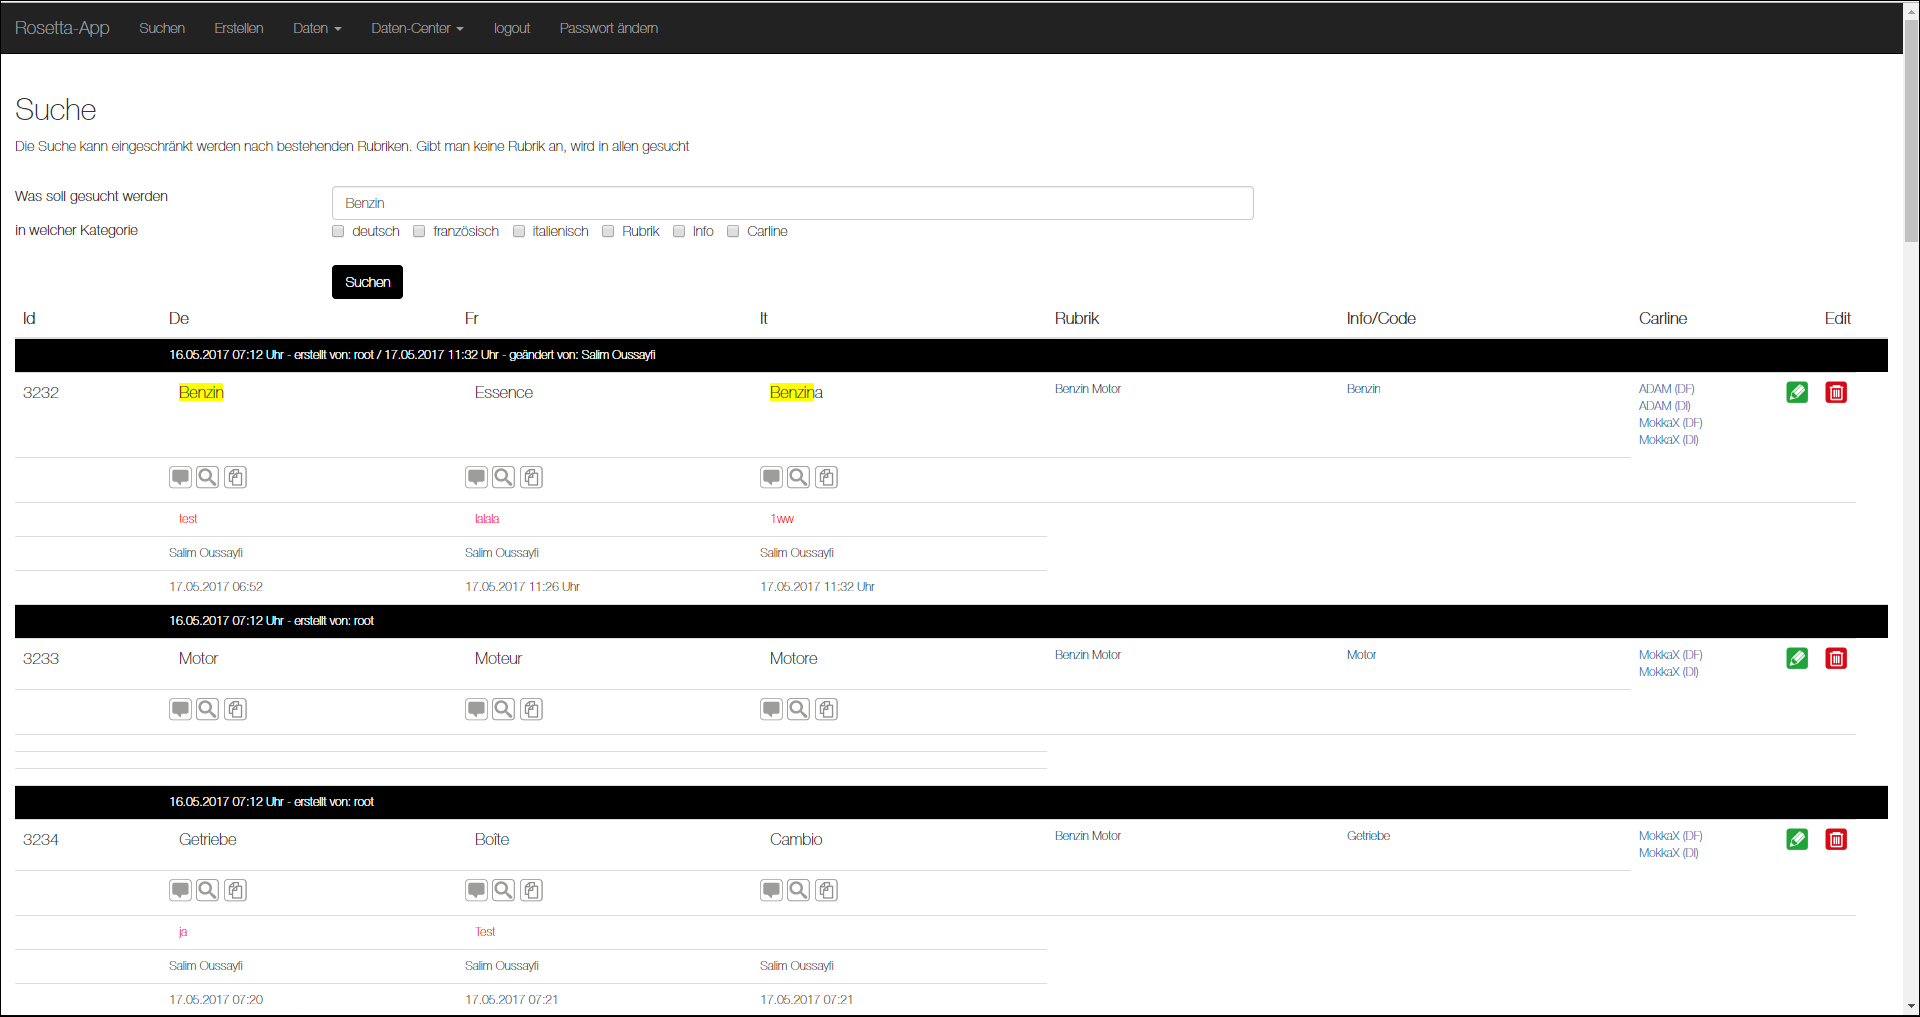 Rosetta-App Suchen Erstellen Daten Daten-Center logout Passwort ändern
Suche
Die Suche kann eingeschränkt werden nach bestehenden Rubriken. Gibt man keine Rubrik an, wird in allen gesucht
Was soll gesucht werden Benzin
in welcher Kategorie deutsch französisch italienisch Rubrik Info Carline
Suchen
Id De Fr It Rubrik Info/Code Carline Edit
16.05.2017 07:12 Uhr - erstellt von: root / 17.05.2017 11:32 Uhr - geändert von: Salim Oussayfi
3232 Benzin Essence Benzina Benzin Motor Benzin ADAM (DF)
ADAM (DI)
MokkaX (DF)
MokkaX (DI)
test lalala 1ww
Salim Oussayfi Salim Oussayfi Salim Oussayfi
17.05.2017 06:52 17.05.2017 11:26 Uhr 17.05.2017 11:32 Uhr
16.05.2017 07:12 Uhr - erstellt von: root
3233 Motor Moteur Motore Benzin Motor Motor MokkaX (DF)
MokkaX (DI)
16.05.2017 07:12 Uhr - erstellt von: root
3234 Getriebe Boîte Cambio Benzin Motor Getriebe MokkaX (DF)
MokkaX (DI)
ja Test
Salim Oussayfi Salim Oussayfi Salim Oussayfi
17.05.2017 07:20 17.05.2017 07:21 17.05.2017 07:21